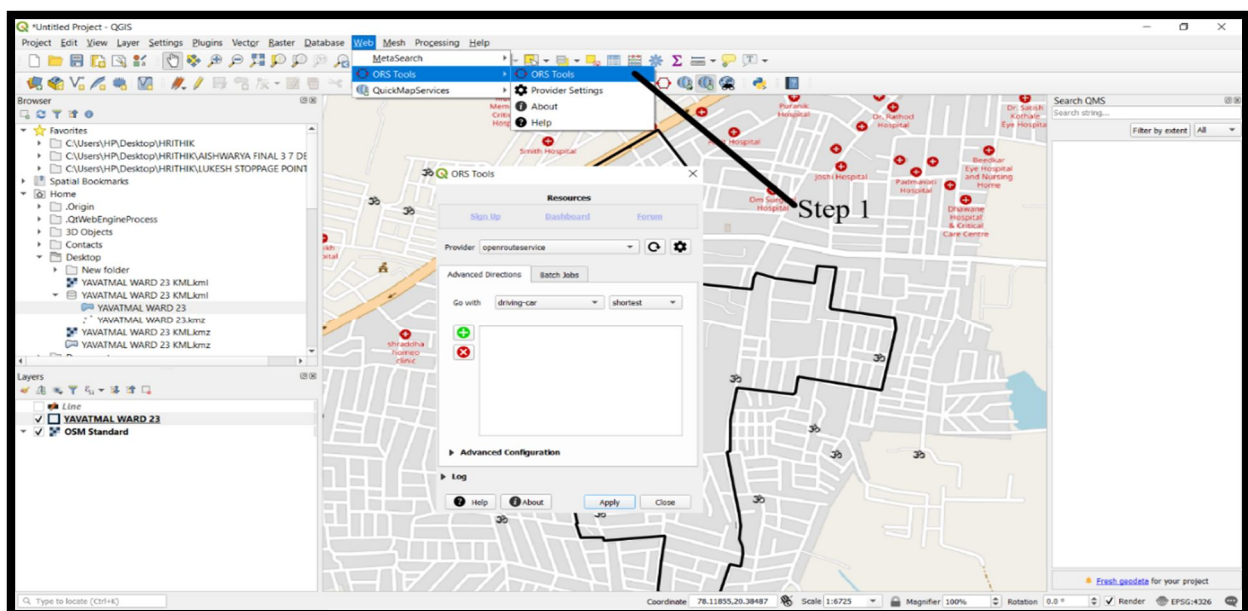 *Untitled Project - QGIS
Project Edit View Layer Settings Plugins Vector Raster Database Web Mesh Processing Help
MetaSearch
ORS Tools
QuickMapServices
ORS Tools
Provider Settings
About
Help
Browser
Favorites
C:\Users\HP\Desktop\HRITHIK
C:\Users\HP\Desktop\HRITHIK\AISHWARYA FINAL 3 7 DE
C:\Users\HP\Desktop\HRITHIK\LUKESH STOPPAGE POINT
Spatial Bookmarks
Home
.Origin
.QtWebEngineProcess
3D Objects
Contacts
Desktop
New folder
YAVATMAL WARD 23 KML.kml
YAVATMAL WARD 23 KML.kml
YAVATMAL WARD 23
YAVATMAL WARD 23.kmz
YAVATMAL WARD 23 KML.kmz
YAVATMAL WARD 23 KML.kmz
Layers
Line
YAVATMAL WARD 23
OSM Standard
Smith Hospital
Hospital
Dr. Rathod
Hospital
Dr. Satish
Kothale
Eye Hospita
Hospital
Joshi Hospital
Padmavati
Hospital
Beedkar
Eye Hospital
and Nursing
Home
Dhawane
Hospital
& Critical
Care Centre
Hospital
shraddha
homeo
clinic
ॐ
ॐ
ॐ
ॐ
ॐ
ॐ
ॐ
ॐ
ॐ
ॐ
ॐ
Step 1
ORS Tools
Resources
Sign Up Dashboard Forum
Provider openrouteservice
Advanced Directions Batch Jobs
Go with driving-car shortest
Advanced Configuration
Log
Help About Apply Close
Search QMS
Search string...
Filter by extent All
Fresh geodata for your project
Type to locate (Ctrl+K) Coordinate 78.11855,20.38487 Scale 1:6725 Magnifier 100% Rotation 0.0 ° Render EPSG:4326